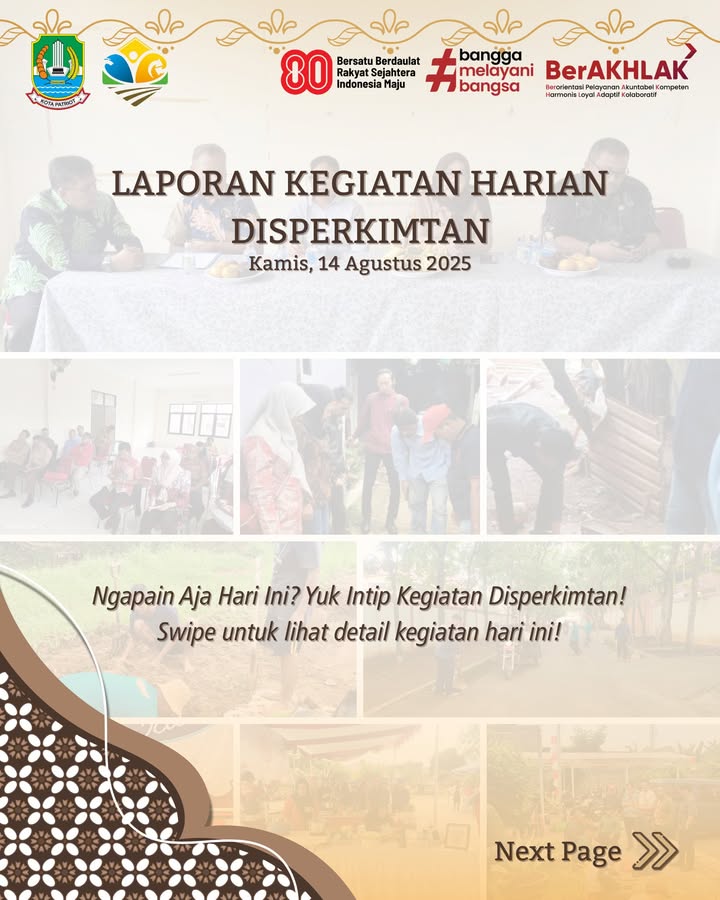 KOTA PATRIOT
80
Bersatu Berdaulat
Rakyat Sejahtera
Indonesia Maju
#bangga
melayani
bangsa
BerAKHLAK
Berorientasi Pelayanan Akuntabel Kompeten
Harmonis Loyal Adaptif Kolaboratif
LAPORAN KEGIATAN HARIAN
DISPERKIMTAN
Kamis, 14 Agustus 2025
Ngapain Aja Hari Ini? Yuk Intip Kegiatan Disperkimtan!
Swipe untuk lihat detail kegiatan hari ini!
Next Page